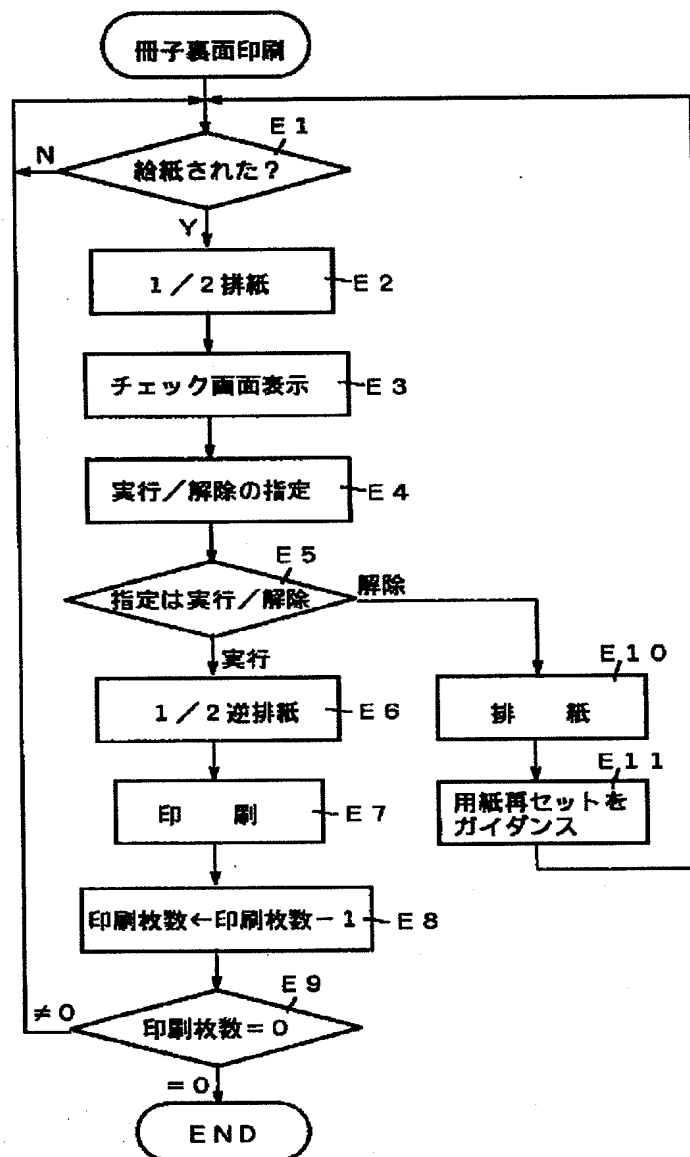 冊子裏面印刷
E1
N
給紙された?
Y
1/2排紙
E2
チェック画面表示
E3
実行/解除の指定
E4
E5
指定は実行/解除
解除
実行
E10
1/2逆排紙
E6
排 紙
E11
印 刷
E7
用紙再セットを
ガイダンス
印刷枚数←印刷枚数-1
E8
E9
≠0
印刷枚数=0
=0
END